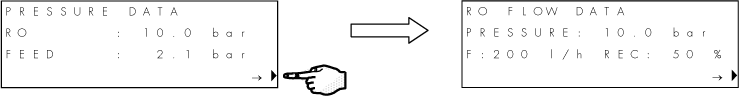 PRESSURE DATA
RO : 10.0 bar
FEED : 2.1 bar
→
RO FLOW DATA
PRESSURE: 10.0 bar
F:200 l/h REC: 50 %
→